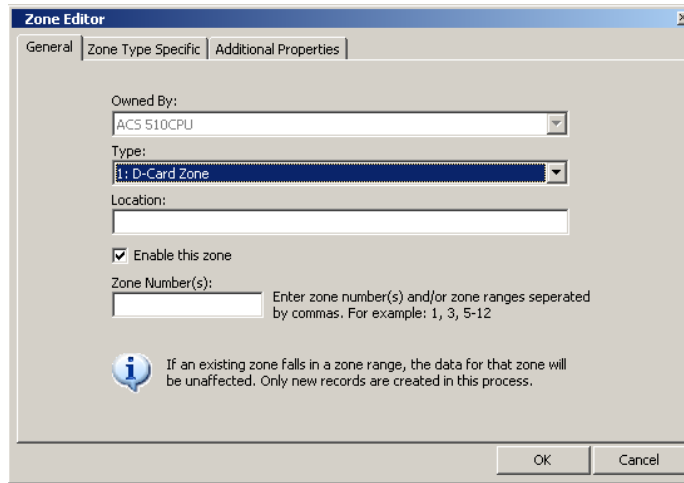 Zone Editor
General Zone Type Specific Additional Properties
Owned By:
ACS 510CPU
Type:
1: D-Card Zone
Location:
Enable this zone
Zone Number(s):
Enter zone number(s) and/or zone ranges seperated
by commas. For example: 1, 3, 5-12
If an existing zone falls in a zone range, the data for that zone will
be unaffected. Only new records are created in this process.
OK Cancel